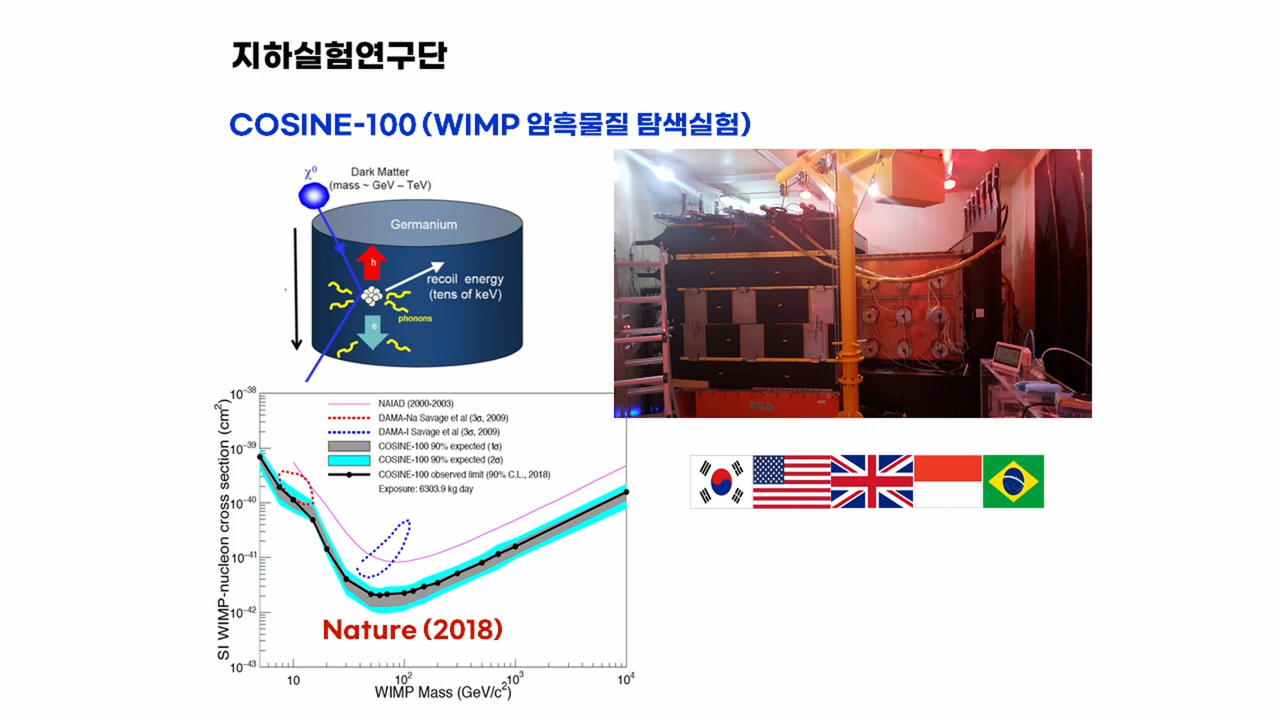 지하실험연구단
COSINE-100 (WIMP 암흑물질 탐색실험)
χ⁰
Dark Matter
(mass ~ GeV – TeV)
Germanium
h
recoil energy
(tens of keV)
phonons
e
SI WIMP-nucleon cross section (cm²)
10⁻³⁸
10⁻³⁹
10⁻⁴⁰
10⁻⁴¹
10⁻⁴²
10⁻⁴³
NAIAD (2000-2003)
DAMA-Na Savage et al (3σ, 2009)
DAMA-I Savage et al (3σ, 2009)
COSINE-100 90% expected (1σ)
COSINE-100 90% expected (2σ)
COSINE-100 observed limit (90% C.L., 2018)
Exposure: 6303.9 kg day
Nature (2018)
10
10²
10³
10⁴
WIMP Mass (GeV/c²)